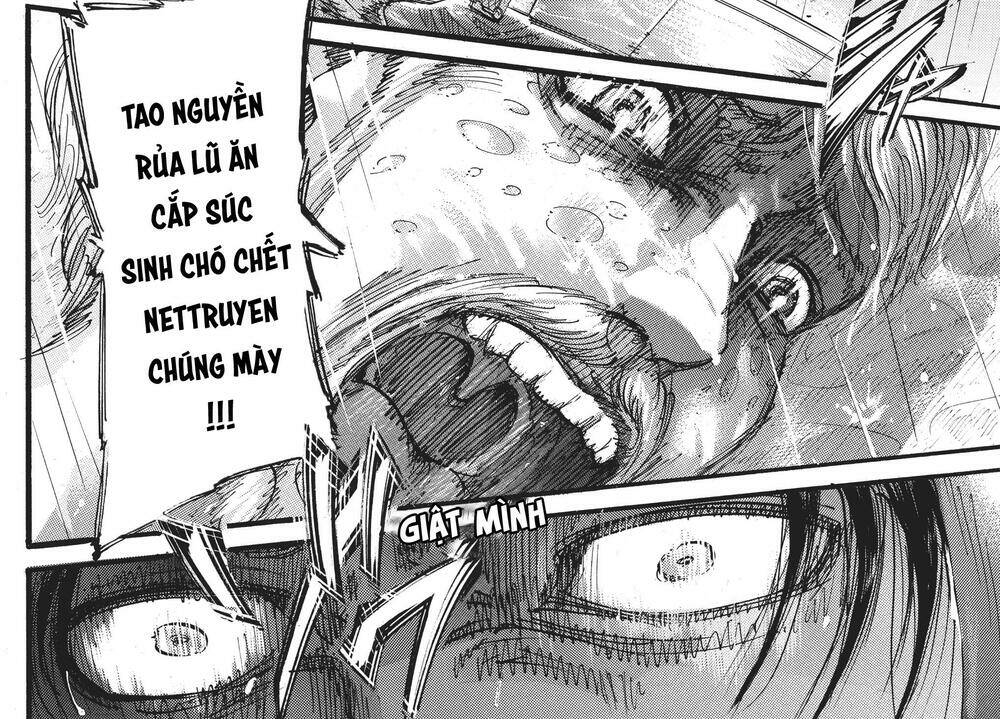 TAO NGUYỀN
RỦA LŨ ĂN
CẮP SÚC
SINH CHÓ CHẾT
NETTRUYEN
CHÚNG MÀY
!!!
GIẬT MÌNH